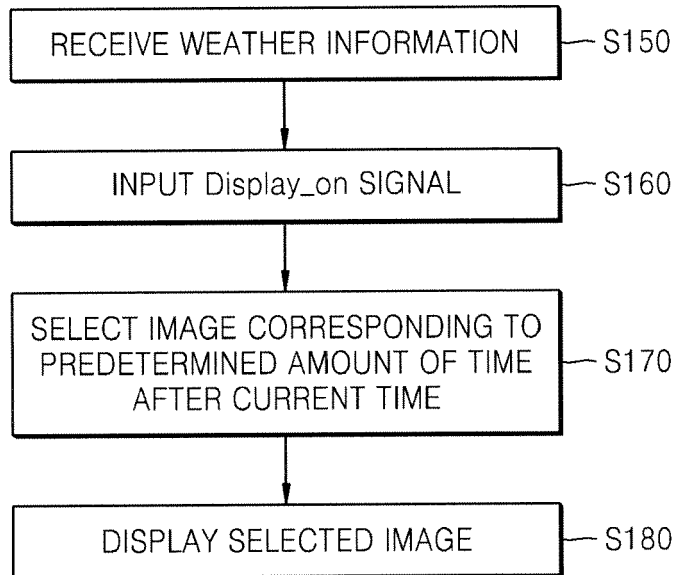 RECEIVE WEATHER INFORMATION S150
INPUT Display_on SIGNAL S160
SELECT IMAGE CORRESPONDING TO
PREDETERMINED AMOUNT OF TIME S170
AFTER CURRENT TIME
DISPLAY SELECTED IMAGE S180